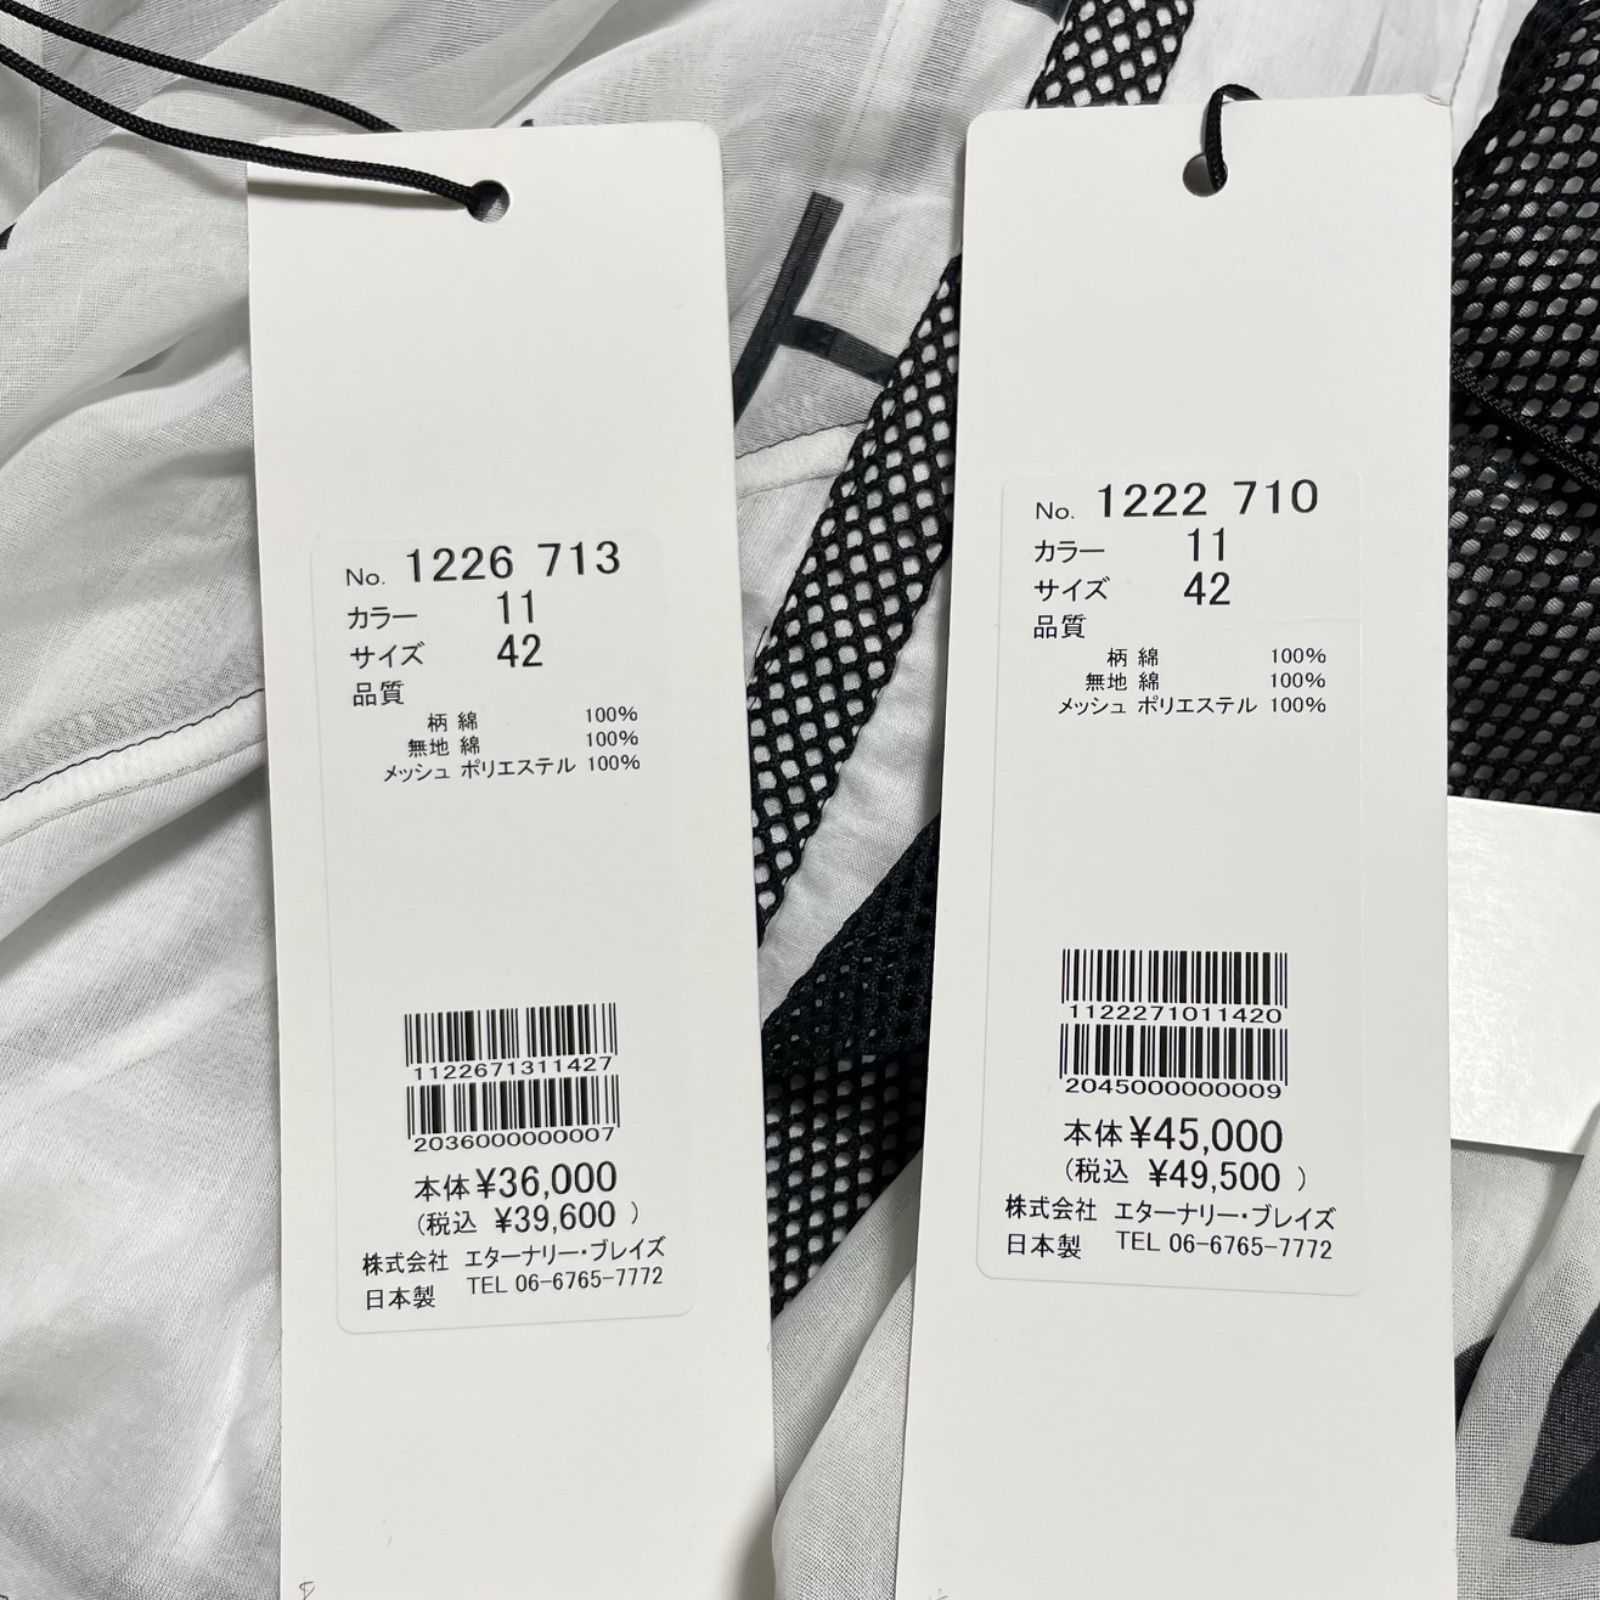 No. 1226 713
カラー 11
サイズ 42
品質
柄 綿 100%
無地 綿 100%
メッシュ ポリエステル 100%
1122671311427
2036000000007
本体 ¥36,000
(税込 ¥39,600 )
株式会社 エターナリー・ブレイズ
日本製 TEL 06-6765-7772
No. 1222 710
カラー 11
サイズ 42
品質
柄 綿 100%
無地 綿 100%
メッシュ ポリエステル 100%
1122271011420
2045000000009
本体 ¥45,000
(税込 ¥49,500 )
株式会社 エターナリー・ブレイズ
日本製 TEL 06-6765-7772